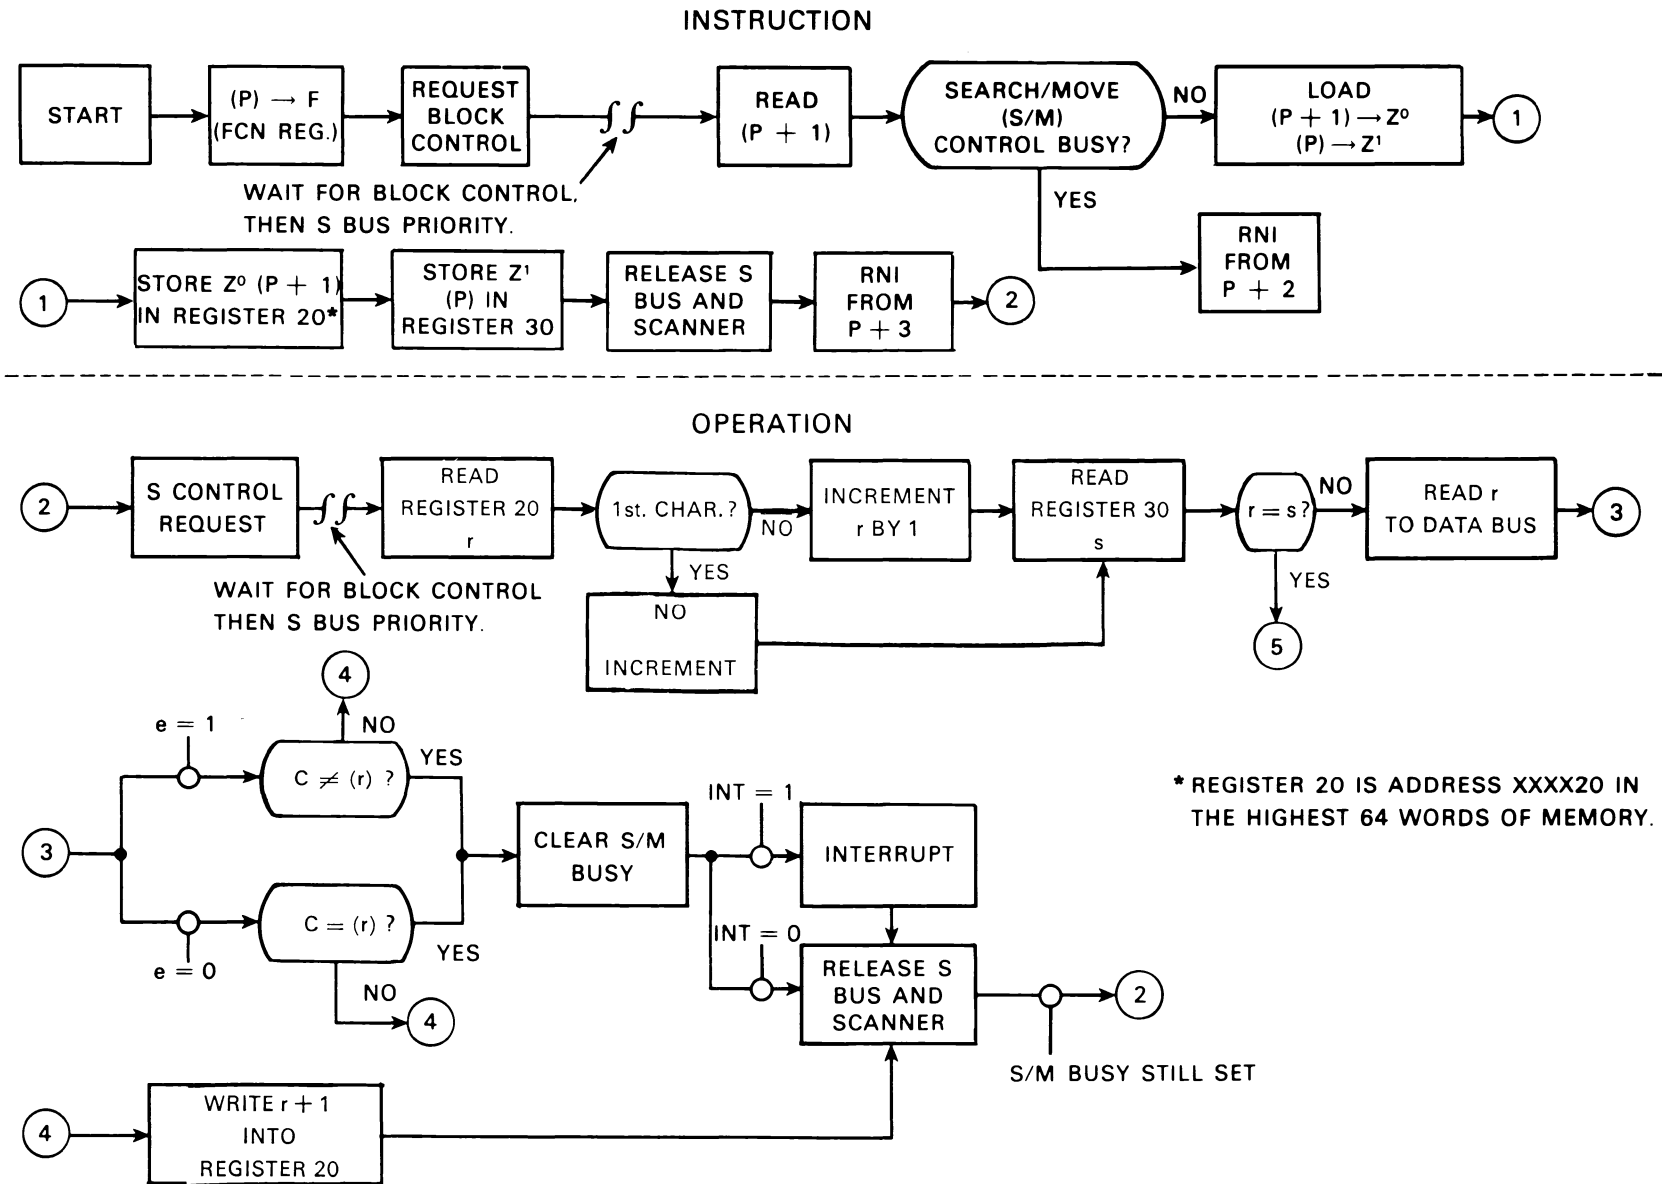 INSTRUCTION
START
(P) → F
(FCN REG.)
REQUEST
BLOCK
CONTROL
WAIT FOR BLOCK CONTROL,
THEN S BUS PRIORITY.
READ
(P + 1)
SEARCH/MOVE
(S/M)
CONTROL BUSY?
NO
YES
LOAD
(P + 1) → Z⁰
(P) → Z¹
1
RNI
FROM
P + 2
1
STORE Z⁰ (P + 1)
IN REGISTER 20*
STORE Z¹
(P) IN
REGISTER 30
RELEASE S
BUS AND
SCANNER
RNI
FROM
P + 3
2
OPERATION
2
S CONTROL
REQUEST
WAIT FOR BLOCK CONTROL
THEN S BUS PRIORITY.
READ
REGISTER 20
r
1st. CHAR.?
NO
YES
NO
INCREMENT
INCREMENT
r BY 1
READ
REGISTER 30
s
r = s?
NO
YES
5
READ r
TO DATA BUS
3
4
NO
e = 1
C ≠ (r) ?
YES
3
C = (r) ?
YES
e = 0
NO
4
CLEAR S/M
BUSY
INT = 1
INTERRUPT
INT = 0
RELEASE S
BUS AND
SCANNER
2
S/M BUSY STILL SET
* REGISTER 20 IS ADDRESS XXXX20 IN
THE HIGHEST 64 WORDS OF MEMORY.
4
WRITE r + 1
INTO
REGISTER 20